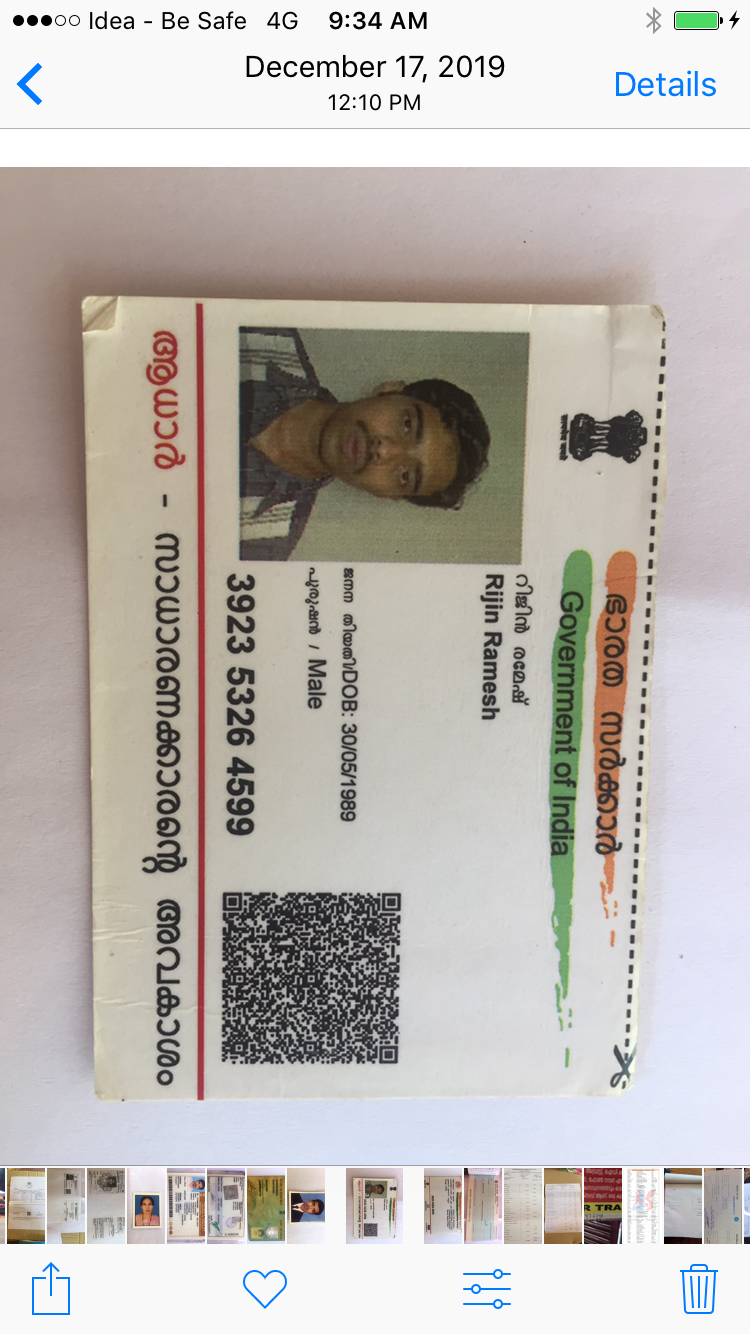 Idea - Be Safe 4G 9:34 AM
December 17, 2019
12:10 PM
Details
ഭാരത സർക്കാർ
Government of India
റിജിൻ രമേഷ്
Rijin Ramesh
ജനന തിയതി/DOB: 30/05/1989
പുരുഷൻ / Male
3923 5326 4599
ആധാർ - സാധാരണക്കാരന്റെ അവകാശം